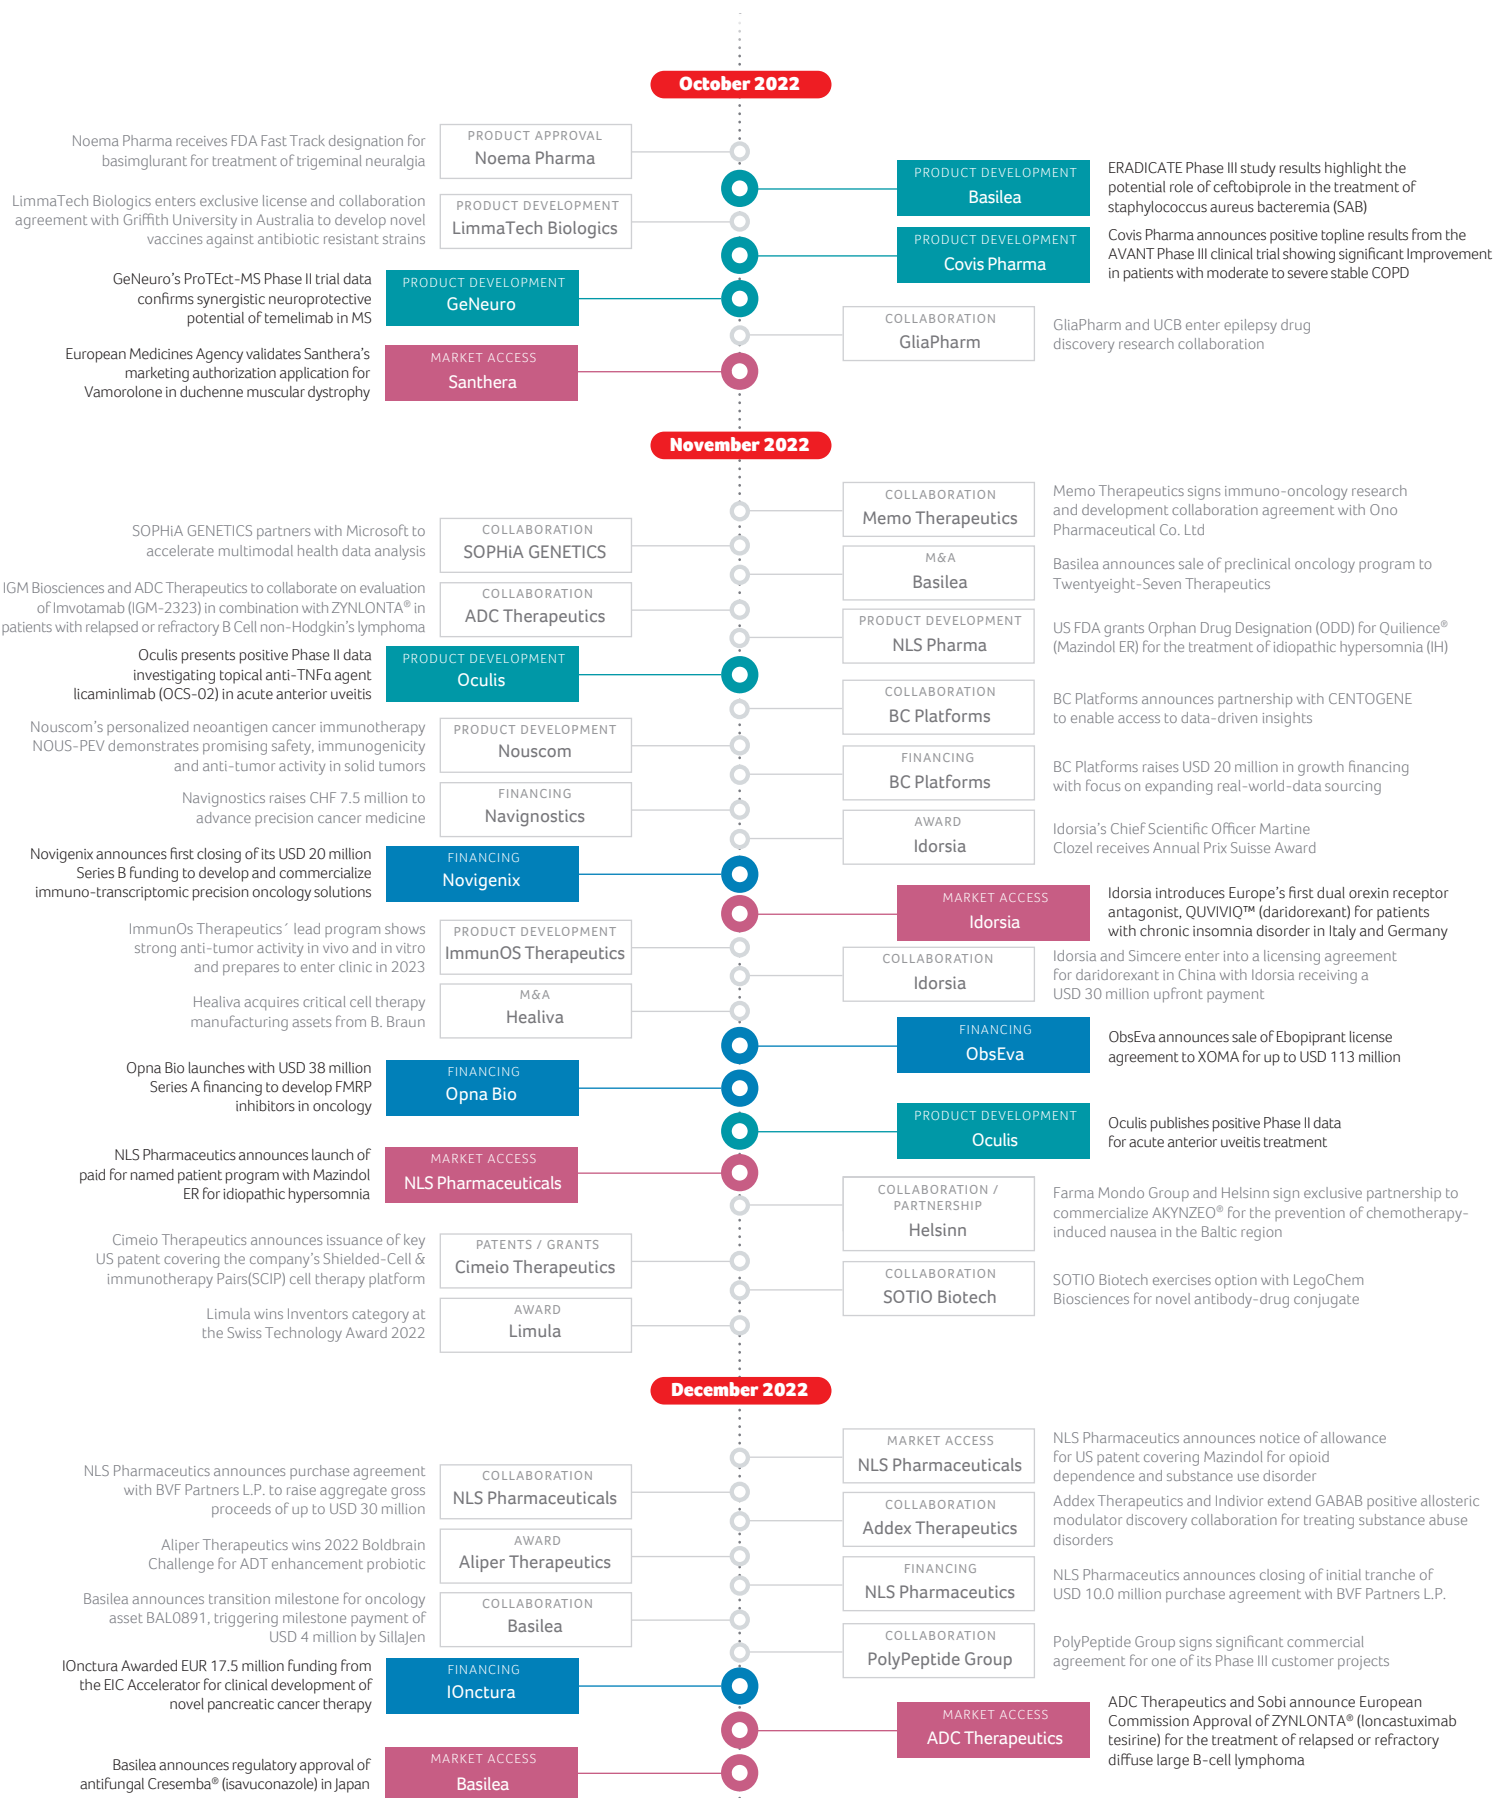 October 2022
Noema Pharma receives FDA Fast Track designation for
basimglurant for treatment of trigeminal neuralgia
PRODUCT APPROVAL
Noema Pharma
PRODUCT DEVELOPMENT
Basilea
ERADICATE Phase III study results highlight the
potential role of ceftobiprole in the treatment of
staphylococcus aureus bacteremia (SAB)
LimmaTech Biologics enters exclusive license and collaboration
agreement with Griffith University in Australia to develop novel
vaccines against antibiotic resistant strains
PRODUCT DEVELOPMENT
LimmaTech Biologics
PRODUCT DEVELOPMENT
Covis Pharma
Covis Pharma announces positive topline results from the
AVANT Phase III clinical trial showing significant Improvement
in patients with moderate to severe stable COPD
GeNeuro's ProTEct-MS Phase II trial data
confirms synergistic neuroprotective
potential of temelimab in MS
PRODUCT DEVELOPMENT
GeNeuro
COLLABORATION
GliaPharm
GliaPharm and UCB enter epilepsy drug
discovery research collaboration
European Medicines Agency validates Santhera's
marketing authorization application for
Vamorolone in duchenne muscular dystrophy
MARKET ACCESS
Santhera
November 2022
COLLABORATION
Memo Therapeutics
Memo Therapeutics signs immuno-oncology research
and development collaboration agreement with Ono
Pharmaceutical Co. Ltd
SOPHiA GENETICS partners with Microsoft to
accelerate multimodal health data analysis
COLLABORATION
SOPHiA GENETICS
M&A
Basilea
Basilea announces sale of preclinical oncology program to
Twentyeight-Seven Therapeutics
IGM Biosciences and ADC Therapeutics to collaborate on evaluation
of Imvotamab (IGM-2323) in combination with ZYNLONTA® in
patients with relapsed or refractory B Cell non-Hodgkin's lymphoma
COLLABORATION
ADC Therapeutics
PRODUCT DEVELOPMENT
NLS Pharma
US FDA grants Orphan Drug Designation (ODD) for Quilience®
(Mazindol ER) for the treatment of idiopathic hypersomnia (IH)
Oculis presents positive Phase II data
investigating topical anti-TNFα agent
licaminlimab (OCS-02) in acute anterior uveitis
PRODUCT DEVELOPMENT
Oculis
COLLABORATION
BC Platforms
BC Platforms announces partnership with CENTOGENE
to enable access to data-driven insights
Nouscom's personalized neoantigen cancer immunotherapy
NOUS-PEV demonstrates promising safety, immunogenicity
and anti-tumor activity in solid tumors
PRODUCT DEVELOPMENT
Nouscom
FINANCING
BC Platforms
BC Platforms raises USD 20 million in growth financing
with focus on expanding real-world-data sourcing
Navignostics raises CHF 7.5 million to
advance precision cancer medicine
FINANCING
Navignostics
AWARD
Idorsia
Idorsia's Chief Scientific Officer Martine
Clozel receives Annual Prix Suisse Award
Novigenix announces first closing of its USD 20 million
Series B funding to develop and commercialize
immuno-transcriptomic precision oncology solutions
FINANCING
Novigenix
MARKET ACCESS
Idorsia
Idorsia introduces Europe's first dual orexin receptor
antagonist, QUVIVIQ™ (daridorexant) for patients
with chronic insomnia disorder in Italy and Germany
ImmunOs Therapeutics´ lead program shows
strong anti-tumor activity in vivo and in vitro
and prepares to enter clinic in 2023
PRODUCT DEVELOPMENT
ImmunOS Therapeutics
COLLABORATION
Idorsia
Idorsia and Simcere enter into a licensing agreement
for daridorexant in China with Idorsia receiving a
USD 30 million upfront payment
Healiva acquires critical cell therapy
manufacturing assets from B. Braun
M&A
Healiva
FINANCING
ObsEva
ObsEva announces sale of Ebopiprant license
agreement to XOMA for up to USD 113 million
Opna Bio launches with USD 38 million
Series A financing to develop FMRP
inhibitors in oncology
FINANCING
Opna Bio
PRODUCT DEVELOPMENT
Oculis
Oculis publishes positive Phase II data
for acute anterior uveitis treatment
NLS Pharmaceutics announces launch of
paid for named patient program with Mazindol
ER for idiopathic hypersomnia
MARKET ACCESS
NLS Pharmaceuticals
COLLABORATION /
PARTNERSHIP
Helsinn
Farma Mondo Group and Helsinn sign exclusive partnership to
commercialize AKYNZEO® for the prevention of chemotherapy-
induced nausea in the Baltic region
Cimeio Therapeutics announces issuance of key
US patent covering the company's Shielded-Cell &
immunotherapy Pairs(SCIP) cell therapy platform
PATENTS / GRANTS
Cimeio Therapeutics
COLLABORATION
SOTIO Biotech
SOTIO Biotech exercises option with LegoChem
Biosciences for novel antibody-drug conjugate
Limula wins Inventors category at
the Swiss Technology Award 2022
AWARD
Limula
December 2022
MARKET ACCESS
NLS Pharmaceuticals
NLS Pharmaceutics announces notice of allowance
for US patent covering Mazindol for opioid
dependence and substance use disorder
NLS Pharmaceutics announces purchase agreement
with BVF Partners L.P. to raise aggregate gross
proceeds of up to USD 30 million
COLLABORATION
NLS Pharmaceuticals
COLLABORATION
Addex Therapeutics
Addex Therapeutics and Indivior extend GABAB positive allosteric
modulator discovery collaboration for treating substance abuse
disorders
Aliper Therapeutics wins 2022 Boldbrain
Challenge for ADT enhancement probiotic
AWARD
Aliper Therapeutics
FINANCING
NLS Pharmaceutics
NLS Pharmaceutics announces closing of initial tranche of
USD 10.0 million purchase agreement with BVF Partners L.P.
Basilea announces transition milestone for oncology
asset BAL0891, triggering milestone payment of
USD 4 million by SillaJen
COLLABORATION
Basilea
COLLABORATION
PolyPeptide Group
PolyPeptide Group signs significant commercial
agreement for one of its Phase III customer projects
IOnctura Awarded EUR 17.5 million funding from
the EIC Accelerator for clinical development of
novel pancreatic cancer therapy
FINANCING
IOnctura
MARKET ACCESS
ADC Therapeutics
ADC Therapeutics and Sobi announce European
Commission Approval of ZYNLONTA® (loncastuximab
tesirine) for the treatment of relapsed or refractory
diffuse large B-cell lymphoma
Basilea announces regulatory approval of
antifungal Cresemba® (isavuconazole) in Japan
MARKET ACCESS
Basilea